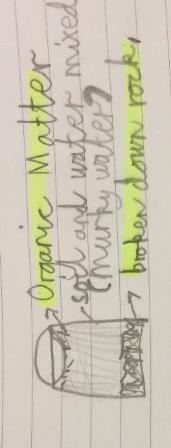 Organic Matter
soil and water mixed
(murky water)
broken down rock,